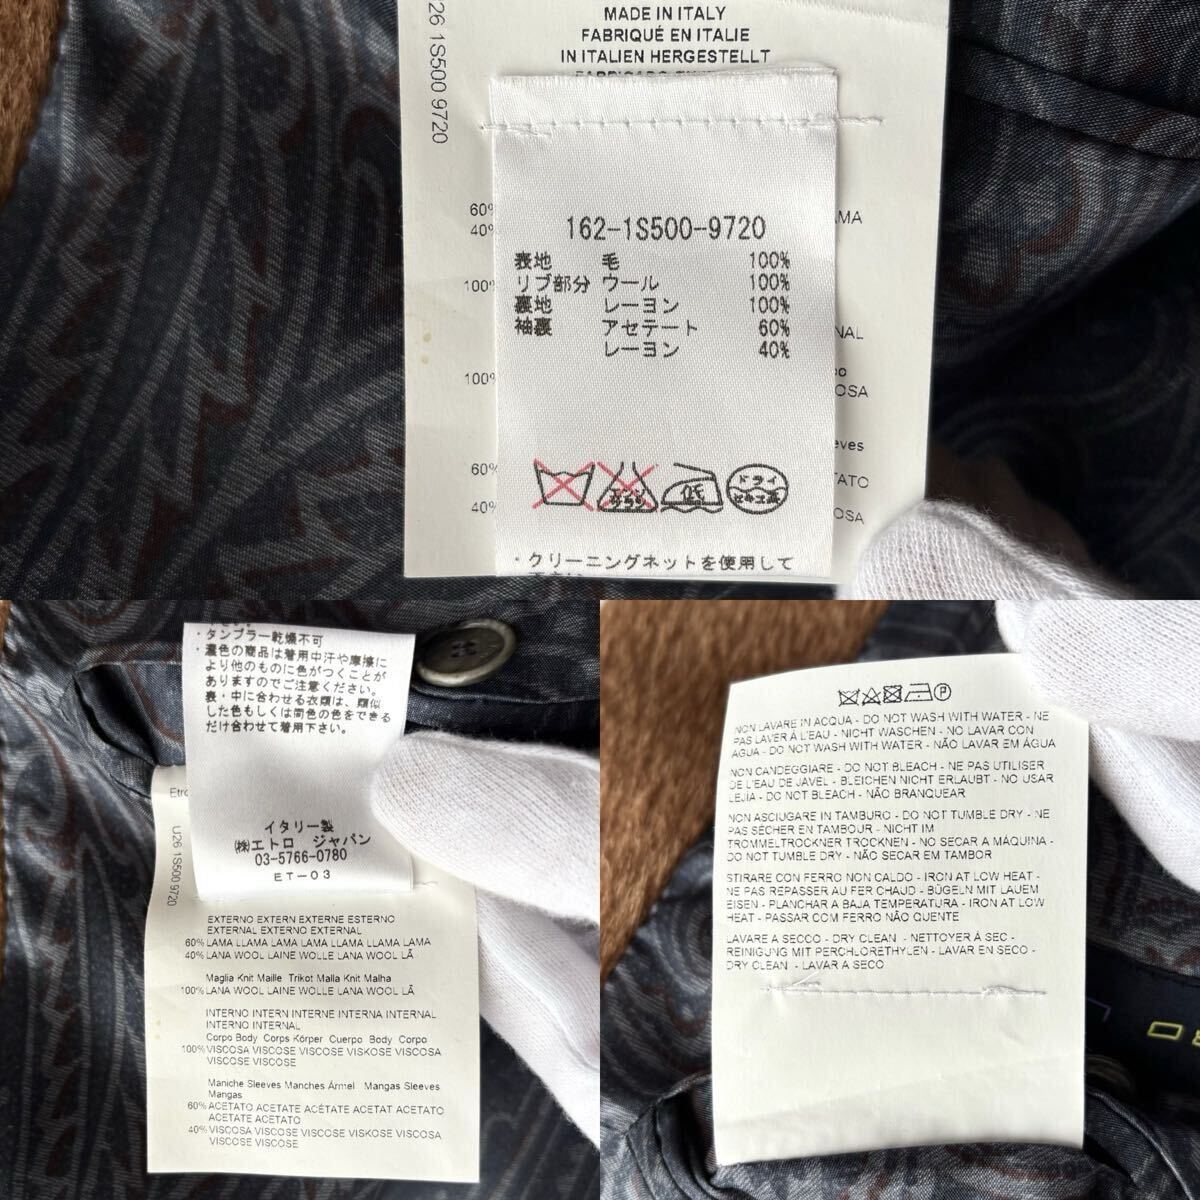 MADE IN ITALY
FABRIQUÉ EN ITALIE
IN ITALIEN HERGESTELLT
U26 1S500 9720
60%
40%
100%
100%
60%
40%
162-1S500-9720
表地 毛 100%
リブ部分 ウール 100%
裏地 レーヨン 100%
袖裏 アセテート 60%
レーヨン 40%
低
ドライ
・クリーニングネットを使用して
・タンブラー乾燥不可
・濃色の商品は着用中汗や摩擦に
より他のものに色がつくことが
ありますのでご注意ください。
表・中に合わせる衣類は、類似
した色もしくは同系の色をできる
だけ合わせて着用下さい。
イタリー製
㈱エトロ ジャパン
03-5766-0780
ET-03
U26 1S500 9720
EXTERNO EXTERN EXTERNE ESTERNO
EXTERNAL EXTERNO EXTERNAL
60% LAMA LLAMA LAMA LAMA LLAMA LLAMA LAMA
40% LANA WOOL LAINE WOLLE LANA WOOL LÃ
Maglia Knit Maille Trikot Malla Knit Malha
100% LANA WOOL LAINE WOLLE LANA WOOL LÃ
INTERNO INTERN INTERNE INTERNA INTERNAL
INTERNO INTERNAL
Corpo Body Corps Körper Cuerpo Body Corpo
100% VISCOSA VISCOSE VISCOSE VISKOSE VISCOSA
VISCOSE VISCOSE
Maniche Sleeves Manches Ärmel Mangas Sleeves
Mangas
60% ACETATO ACETATE ACÉTATE ACETAT ACETATO
ACETATE ACETATO
40% VISCOSA VISCOSE VISCOSE VISKOSE VISCOSA
VISCOSE VISCOSE
NON LAVARE IN ACQUA - DO NOT WASH WITH WATER - NE
PAS LAVER À L'EAU - NICHT WASCHEN - NO LAVAR CON
AGUA - DO NOT WASH WITH WATER - NÃO LAVAR EM ÁGUA
NON CANDEGGIARE - DO NOT BLEACH - NE PAS UTILISER
DE L'EAU DE JAVEL - BLEICHEN NICHT ERLAUBT - NO USAR
LEJÍA - DO NOT BLEACH - NÃO BRANQUEAR
NON ASCIUGARE IN TAMBURO - DO NOT TUMBLE DRY - NE
PAS SÉCHER EN TAMBOUR - NICHT IM
TROMMELTROCKNER TROCKNEN - NO SECAR A MÁQUINA -
DO NOT TUMBLE DRY - NÃO SECAR EM TAMBOR
STIRARE CON FERRO NON CALDO - IRON AT LOW HEAT -
NE PAS REPASSER AU FER CHAUD - BÜGELN MIT LAUEM
EISEN - PLANCHAR A BAJA TEMPERATURA - IRON AT LOW
HEAT - PASSAR COM FERRO NÃO QUENTE
LAVARE A SECCO - DRY CLEAN - NETTOYER À SEC -
REINIGUNG MIT PERCHLORETHYLEN - LAVAR EN SECO -
DRY CLEAN - LAVAR A SECO